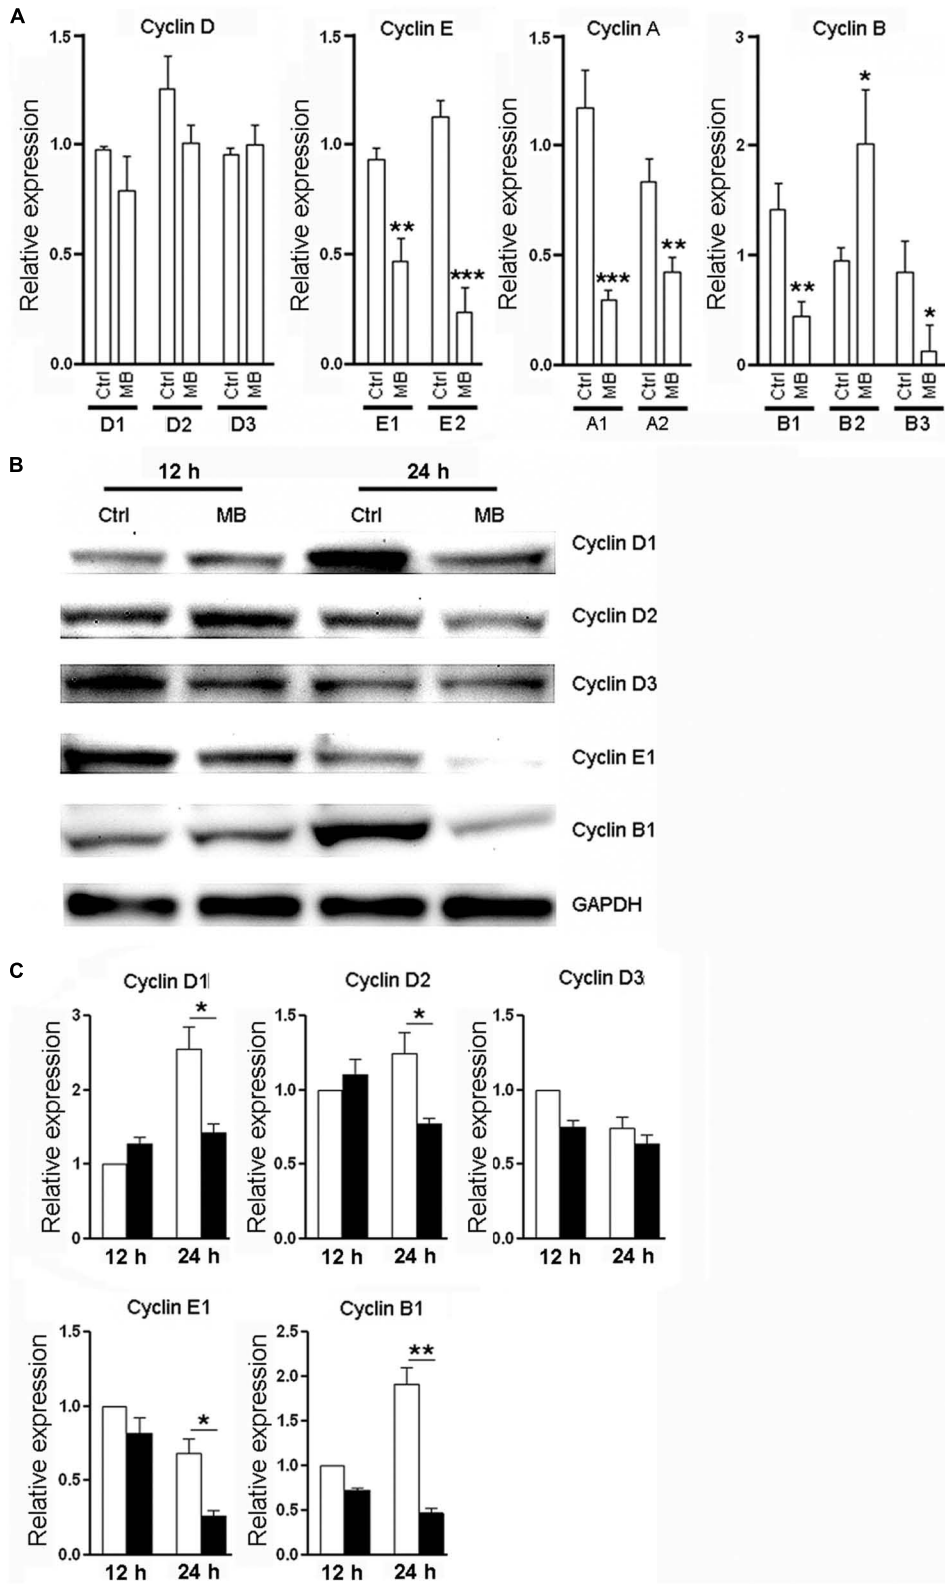 A
Cyclin D
Cyclin E
Cyclin A
Cyclin B
Relative expression
1.5
1.0
0.5
0.0
Ctrl
MB
Ctrl
MB
Ctrl
MB
D1
D2
D3
Relative expression
1.5
1.0
0.5
0.0
**
***
Ctrl
MB
Ctrl
MB
E1
E2
Relative expression
1.5
1.0
0.5
0
***
**
Ctrl
MB
Ctrl
MB
A1
A2
Relative expression
3
2
1
0
**
*
*
Ctrl
MB
Ctrl
MB
Ctrl
MB
B1
B2
B3
B
12 h
24 h
Ctrl
MB
Ctrl
MB
Cyclin D1
Cyclin D2
Cyclin D3
Cyclin E1
Cyclin B1
GAPDH
C
Cyclin D1
Relative expression
3
2
1
0
*
12 h
24 h
Cyclin D2
Relative expression
1.5
1.0
0.5
0.0
*
12 h
24 h
Cyclin D3
Relative expression
1.5
1.0
0.5
0.0
12 h
24 h
Cyclin E1
Relative expression
1.5
1.0
0.5
0.0
*
12 h
24 h
Cyclin B1
Relative expression
2.5
2.0
1.5
1.0
0.5
0.0
**
12 h
24 h